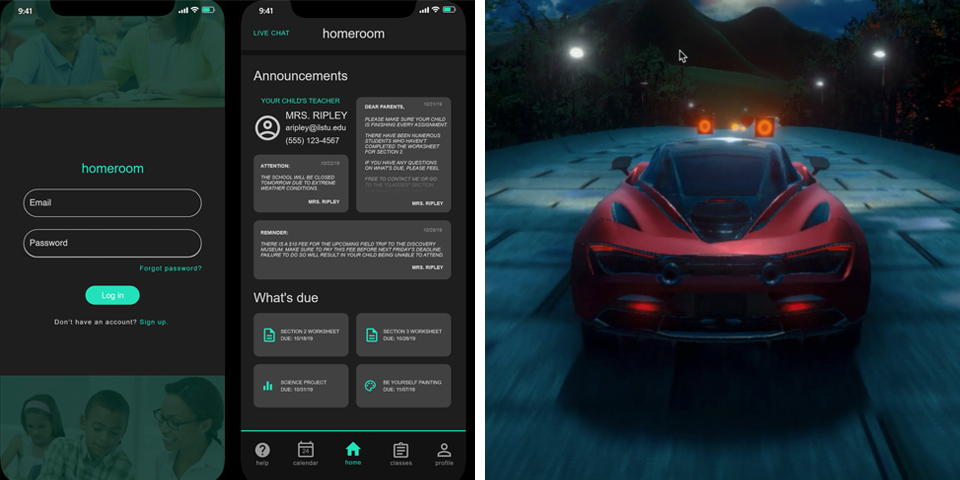 9:41
homeroom
Email
Password
Forgot password?
Log in
Don't have an account? Sign up.
9:41
LIVE CHAT
homeroom
Announcements
YOUR CHILD'S TEACHER
MRS. RIPLEY
aripley@ilstu.edu
(555) 123-4567
ATTENTION:
10/22/19
THE SCHOOL WILL BE CLOSED
TOMORROW DUE TO EXTREME
WEATHER CONDITIONS.
MRS. RIPLEY
10/21/19
DEAR PARENTS,
PLEASE MAKE SURE YOUR CHILD
IS FINISHING EVERY ASSIGNMENT.
THERE HAVE BEEN NUMEROUS
STUDENTS WHO HAVEN'T
COMPLETED THE WORKSHEET
FOR SECTION 2.
IF YOU HAVE ANY QUESTIONS
ON WHAT'S DUE, PLEASE FEEL
FREE TO CONTACT ME OR GO
TO THE "CLASSES" SECTION
MRS. RIPLEY
REMINDER:
THERE IS A $10 FEE FOR THE UPCOMING FIELD TRIP TO THE DISCOVERY
MUSEUM. MAKE SURE TO PAY THIS FEE BEFORE NEXT FRIDAY'S DEADLINE.
FAILURE TO DO SO WILL RESULT IN YOUR CHILD BEING UNABLE TO ATTEND
MRS. RIPLEY
What's due
SECTION 2 WORKSHEET
DUE: 10/18/19
SECTION 3 WORKSHEET
DUE: 10/26/19
SCIENCE PROJECT
DUE: 10/31/19
BE YOURSELF PAINTING
DUE: 11/07/19
help
24
calendar
home
classes
profile